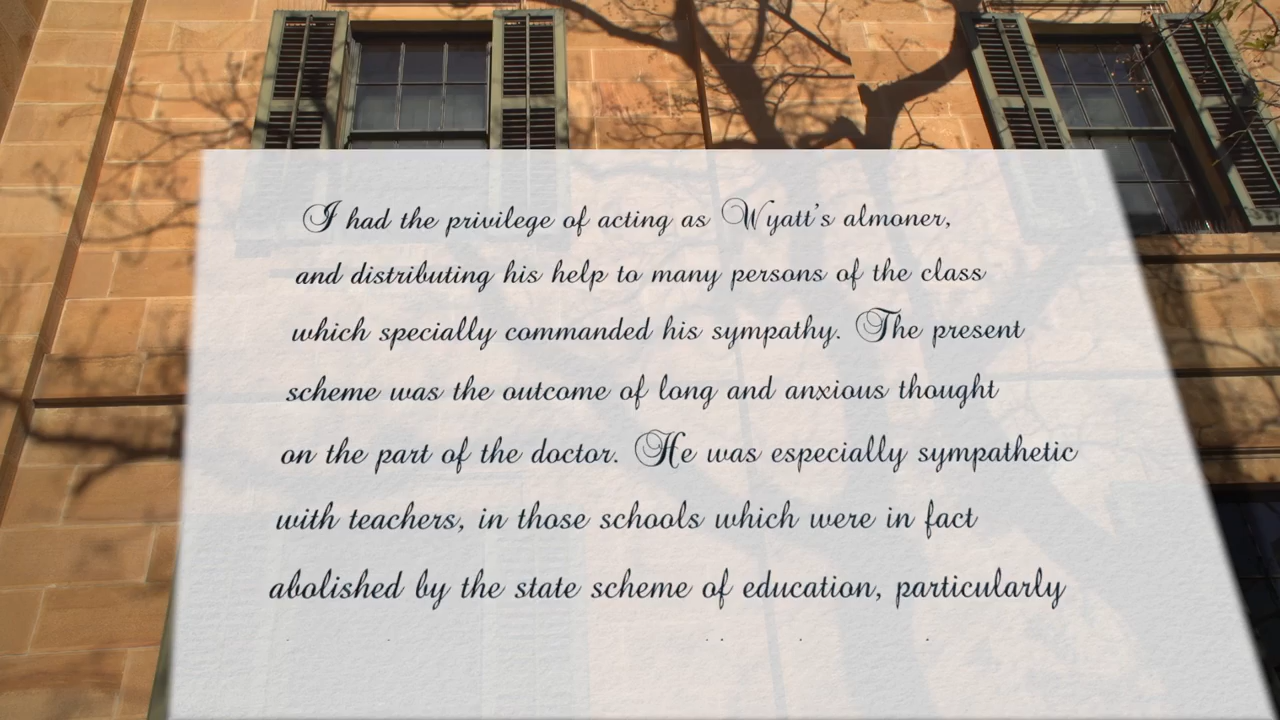 I had the privilege of acting as Wyatt's almoner,
and distributing his help to many persons of the class
which specially commanded his sympathy. The present
scheme was the outcome of long and anxious thought
on the part of the doctor. He was especially sympathetic
with teachers, in those schools which were in fact
abolished by the state scheme of education, particularly